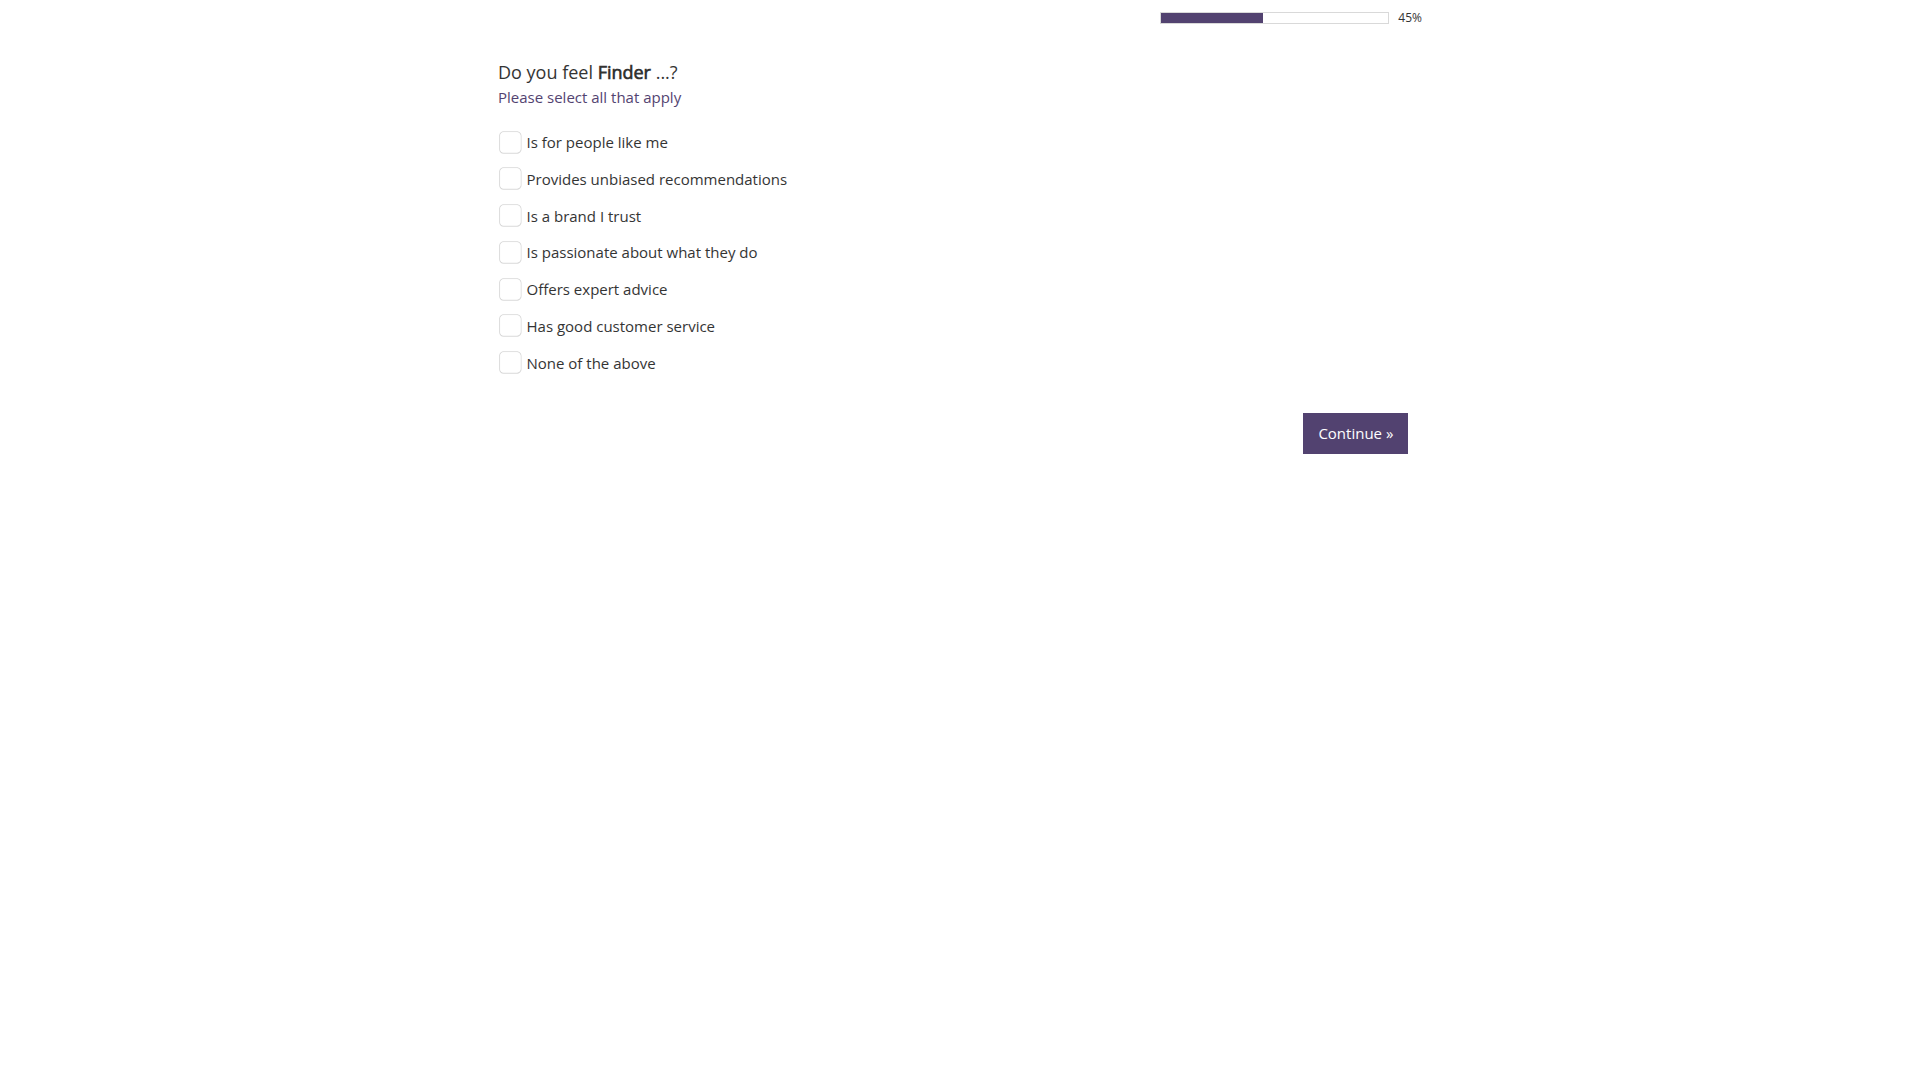 45%
Do you feel Finder ...?
Please select all that apply
Is for people like me
Provides unbiased recommendations
Is a brand I trust
Is passionate about what they do
Offers expert advice
Has good customer service
None of the above
Continue »